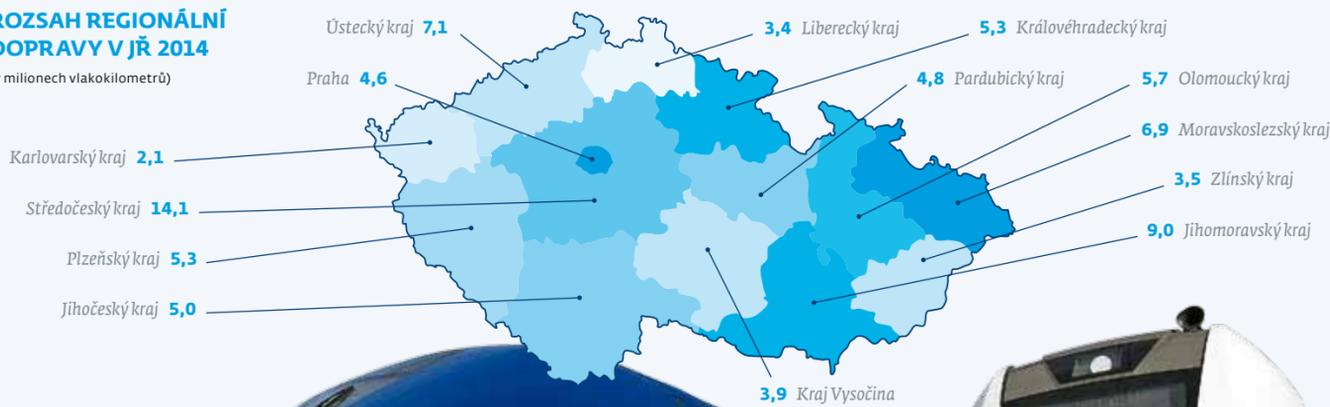 ROZSAH REGIONÁLNÍ
DOPRAVY V JŘ 2014
v milionech vlakokilometrů)
Ústecký kraj 7,1
3,4 Liberecký kraj
5,3 Královéhradecký kraj
Praha 4,6
4,8 Pardubický kraj
5,7 Olomoucký kraj
6,9 Moravskoslezský kraj
Karlovarský kraj 2,1
3,5 Zlínský kraj
Středočeský kraj 14,1
9,0 Jihomoravský kraj
Plzeňský kraj 5,3
Jihočeský kraj 5,0
3,9 Kraj Vysočina